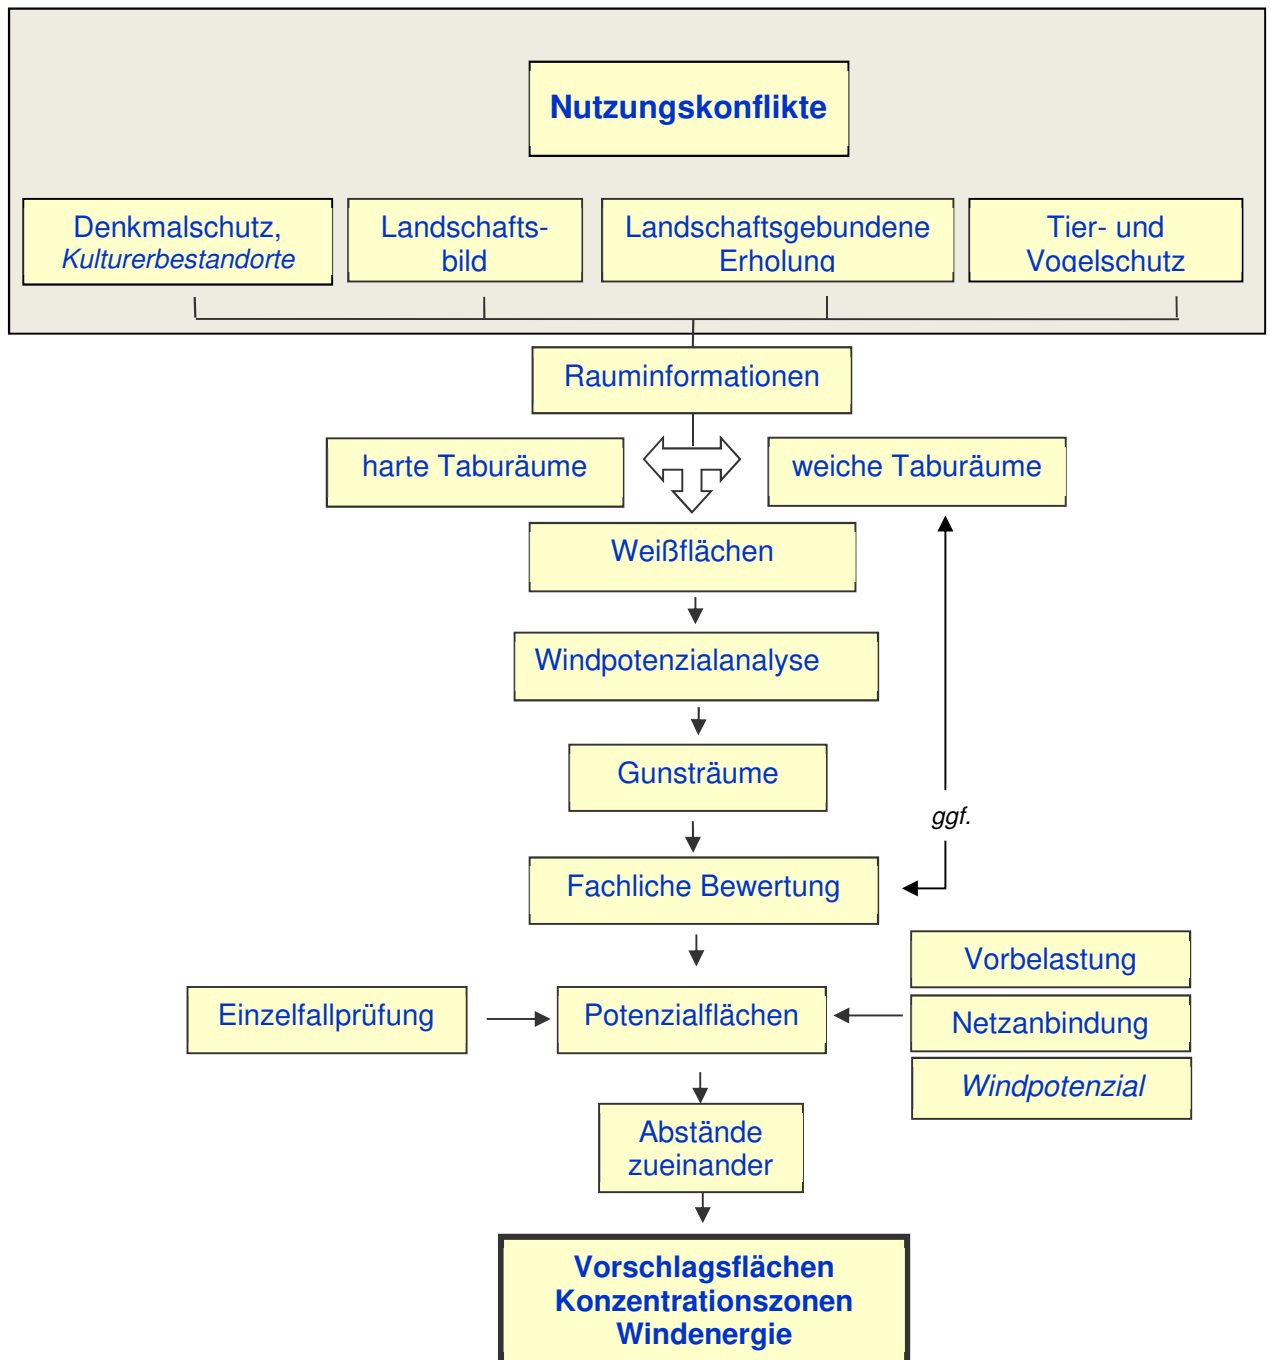 Nutzungskonflikte
Denkmalschutz,
Kulturerbestandorte
Landschafts-
bild
Landschaftsgebundene
Erholung
Tier- und
Vogelschutz
Rauminformationen
harte Taburäume
weiche Taburäume
Weißflächen
Windpotenzialanalyse
Gunsträume
ggf.
Fachliche Bewertung
Vorbelastung
Einzelfallprüfung
Potenzialflächen
Netzanbindung
Windpotenzial
Abstände
zueinander
Vorschlagsflächen
Konzentrationszonen
Windenergie